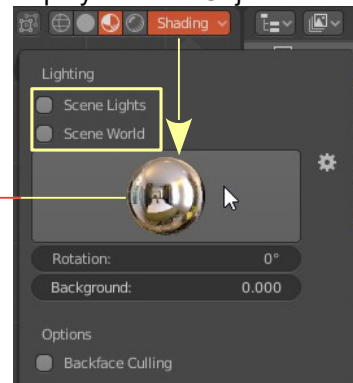 Shading
Lighting
Scene Lights
Scene World
Rotation: 0°
Background: 0.000
Options
Backface Culling